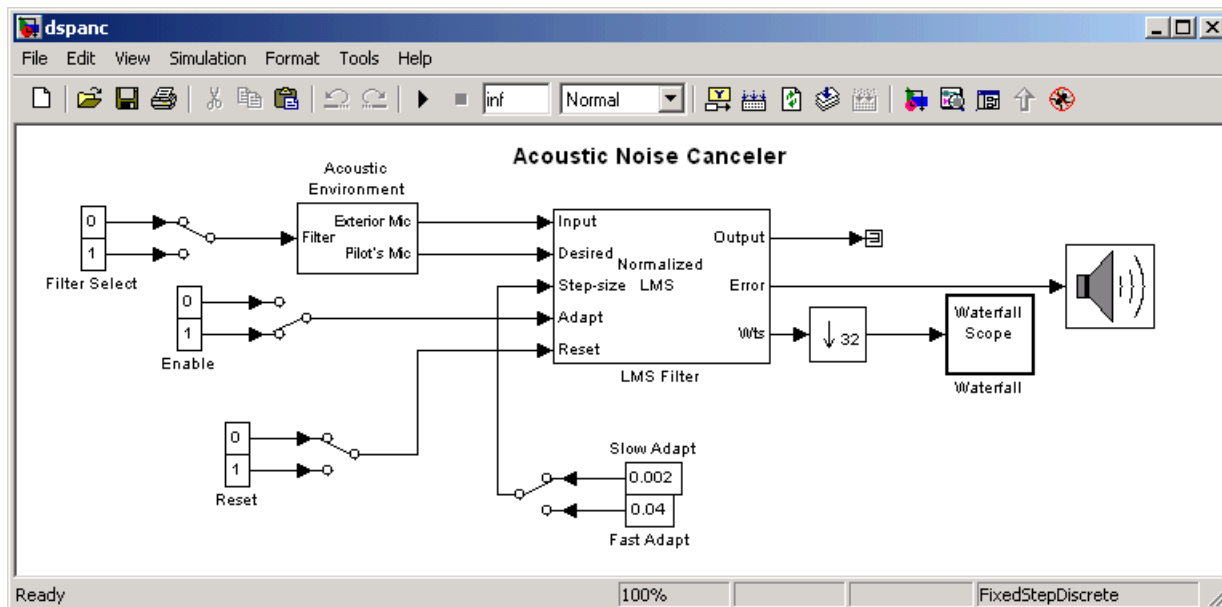 dspanc
File Edit View Simulation Format Tools Help
inf Normal
Acoustic Noise Canceler
Acoustic
Environment
0
1
Filter Select
Filter
Exterior Mic
Pilot's Mic
0
1
Enable
0
1
Reset
Input
Desired
Step-size
Adapt
Reset
Normalized
LMS
Output
Error
Wts
LMS Filter
32
Waterfall
Scope
Waterfall
Slow Adapt
0.002
0.04
Fast Adapt
Ready 100% FixedStepDiscrete